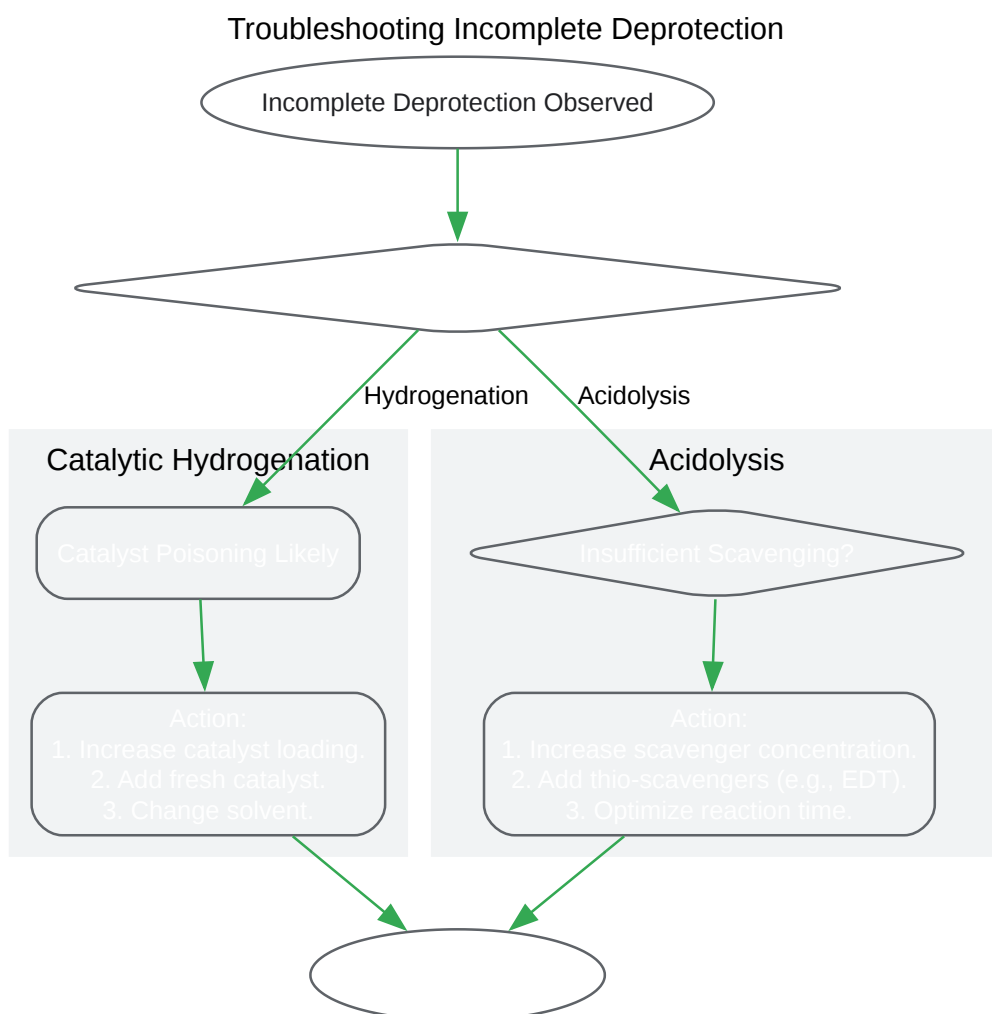 Troubleshooting Incomplete Deprotection
Incomplete Deprotection Observed
Hydrogenation
Acidolysis
Catalytic Hydrogenation
Acidolysis
Catalyst Poisoning Likely
Insufficient Scavenging?
Action:
1. Increase catalyst loading.
2. Add fresh catalyst.
3. Change solvent.
Action:
1. Increase scavenger concentration.
2. Add thio-scavengers (e.g., EDT).
3. Optimize reaction time.